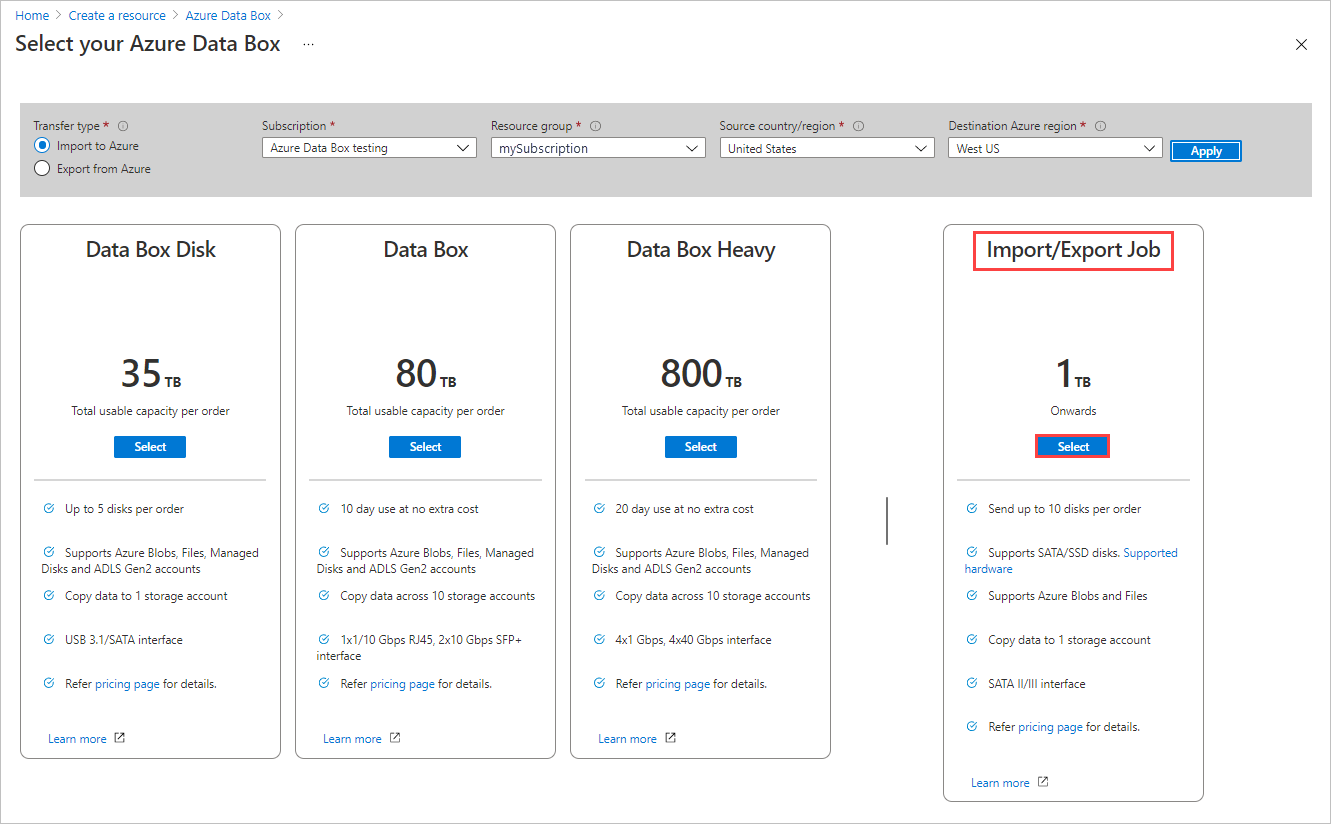 Home > Create a resource > Azure Data Box >
Select your Azure Data Box ...
Transfer type *
Import to Azure
Export from Azure
Subscription *
Azure Data Box testing
Resource group *
mySubscription
Source country/region *
United States
Destination Azure region *
West US
Apply
Data Box Disk
35 TB
Total usable capacity per order
Select
Up to 5 disks per order
Supports Azure Blobs, Files, Managed
Disks and ADLS Gen2 accounts
Copy data to 1 storage account
USB 3.1/SATA interface
Refer pricing page for details.
Learn more
Data Box
80 TB
Total usable capacity per order
Select
10 day use at no extra cost
Supports Azure Blobs, Files, Managed
Disks and ADLS Gen2 accounts
Copy data across 10 storage accounts
1x1/10 Gbps RJ45, 2x10 Gbps SFP+
interface
Refer pricing page for details.
Learn more
Data Box Heavy
800 TB
Total usable capacity per order
Select
20 day use at no extra cost
Supports Azure Blobs, Files, Managed
Disks and ADLS Gen2 accounts
Copy data across 10 storage accounts
4x1 Gbps, 4x40 Gbps interface
Refer pricing page for details.
Learn more
Import/Export Job
1 TB
Onwards
Select
Send up to 10 disks per order
Supports SATA/SSD disks. Supported
hardware
Supports Azure Blobs and Files
Copy data to 1 storage account
SATA II/III interface
Refer pricing page for details.
Learn more